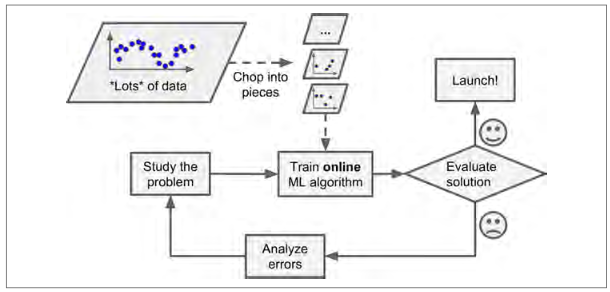 *Lots* of data
Chop into
pieces
...
Launch!
Study the
problem
Train online
ML algorithm
Evaluate
solution
Analyze
errors